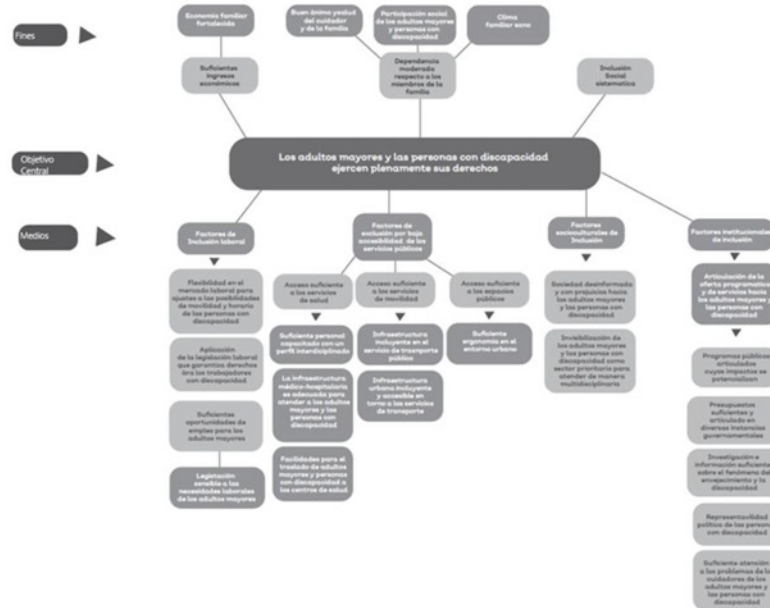 Fines
Economía familiar
fortalecida
Buen ánimo ysalud
del cuidador
y de la familia
Participación social
de los adultos mayores
y personas con
discapacidad
Clima
familiar sano
Suficientes
ingresos
económicos
Dependencia
moderada
respecto a los
miembros de la
familia
Inclusión
Social
sistematica
Objetivo
Central
Los adultos mayores y las personas con discapacidad
ejercen plenamente sus derechos
Medios
Factores de
Inclusión laboral
Flexibilidad en el
mercado laboral para
ajustes a las posibilidades
de movilidad y horario
de las personas con
discapacidad
Aplicación
de la legislación laboral
que garantiza derechos
óra los trabajadores
con discapacidad
Suficientes
oportunidades de
empleo para los
adultos mayores
Legistación
sensible a las
necesidades laborales
de los adultos mayores
Factores de
exclusión por baja
accesibilidad de los
servicios públicos
Acceso suficiente
a los servicios
de salud
Suficiente personal
capacitado con un
perfil interdisciplinado
La infraestructura
médico-hospitalaria
es adecuada para
atender a los adultos
mayores y las
personas con
discapacidad
Facilidades para el
traslado de adultos
mayores y personas
con discapacidad a
los centros de salud
Acceso suficiente
a los servicios
de movilidad
Infraestructura
incluyente en el
servicio de transporte
público
Infraestructura
urbana incluyente
y accesible en
torno a los servicios
de transporte
Acceso suficiente
a los espacios
públicos
Suficiente
ergonomía en el
entorno urbano
Factores
socioculturales de
Inclusión
Sociedad desinformada
y con prejuicios hacia
los adultos mayores
y las personas con
discapacidad
Invisibilización de
los adultos mayores
y las personas con
discapacidad como
sector prioritario para
atender de manera
multidisciplinaria
Factores institucionales
de inclusión
Articulación de la
oferta programativa
y de servicios hacia
los adultos mayores y
las personas con
discapacidad
Programas públicos
articulados
cuyos impactos se
potencializan
Presupuestos
suficientes y
articulado en
diversas instancias
guvernamentales
Investigación e
información suficiente
sobre el fenómeno del
envejecimiento y la
discapacidad
Representavilidad
política de las personas
con discapacidad
Suficiente atención
a los problemas de los
cuidadores de los
adultos mayores y
las personas con
discapacidad